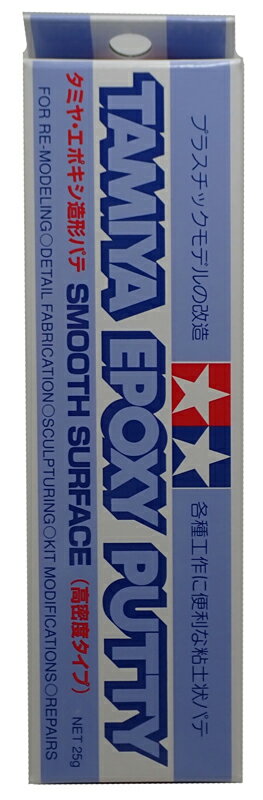 プラスチックモデルの改造 各種工作に便利な粘土状パテ
TAMIYA EPOXY PUTTY
タミヤ・エポキシ造形パテ SMOOTH SURFACE (高密度タイプ) NET 25g
FOR RE-MODELING○DETAIL FABRICATION○SCULPTURING○KIT MODIFICATIONS○REPAIRS